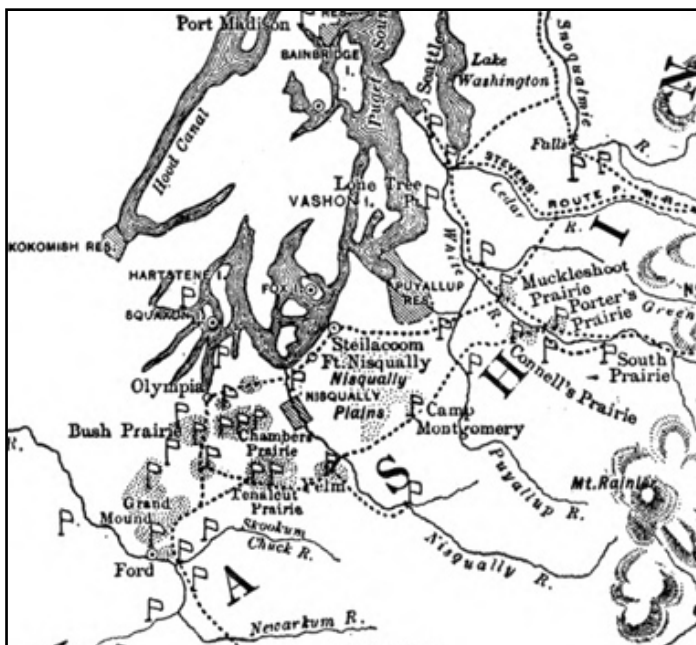 Port Madison
RES.
BAINBRIDGE
I.
Puget Sound
Seattle
Lake
Washington
Snoqualmie
Falls
R.
N
Hood Canal
STEVENS'
ROUTE P. R. R.
Cedar
R.
I
Lone Tree
Pt.
VASHON I.
White
R.
KOKOMISH RES.
HARTSTENE I.
SQUAXON I.
FOX I.
PUYALLUP
RES.
Muckleshoot
Prairie
Porter's
Prairie
Green
Steilacoom
Ft. Nisqually
Nisqually
Plains
NISQUALLY
H
Connell's Prairie
South
Prairie
Olympia
Bush Prairie
Chambers
Prairie
Camp
Montgomery
Yelm
Tenalcut
Prairie
S
Puyallup R.
Mt. Rainier
R.
Grand
Mound
Skookum
Chuck R.
Nisqually R.
Ford
A
Newarkum R.